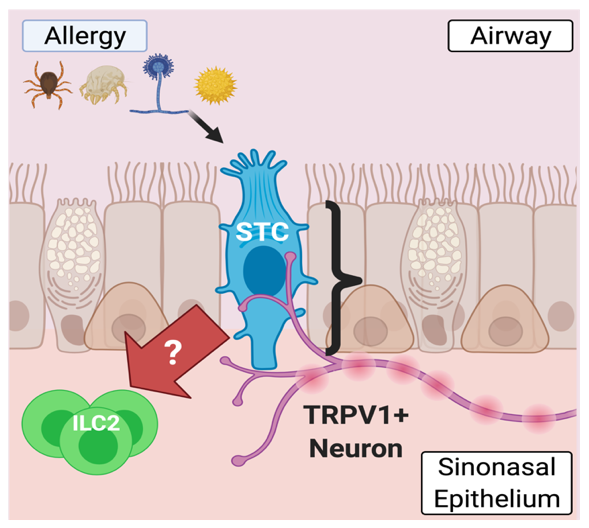 Allergy
Airway
STC
?
ILC2
TRPV1+
Neuron
Sinonasal
Epithelium